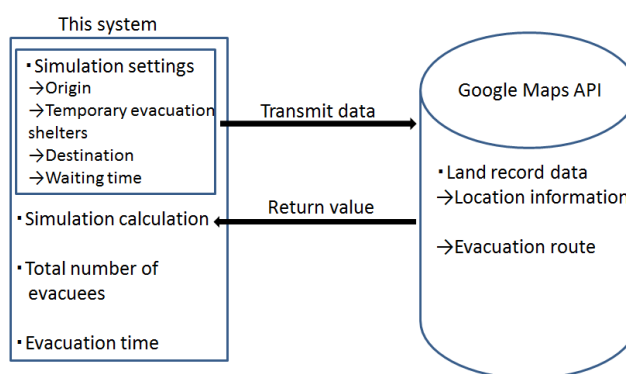 This system
・Simulation settings
→Origin
→Temporary evacuation
shelters
→Destination
→Waiting time
・Simulation calculation
・Total number of
evacuees
・Evacuation time
Transmit data
Return value
Google Maps API
・Land record data
→Location information
→Evacuation route